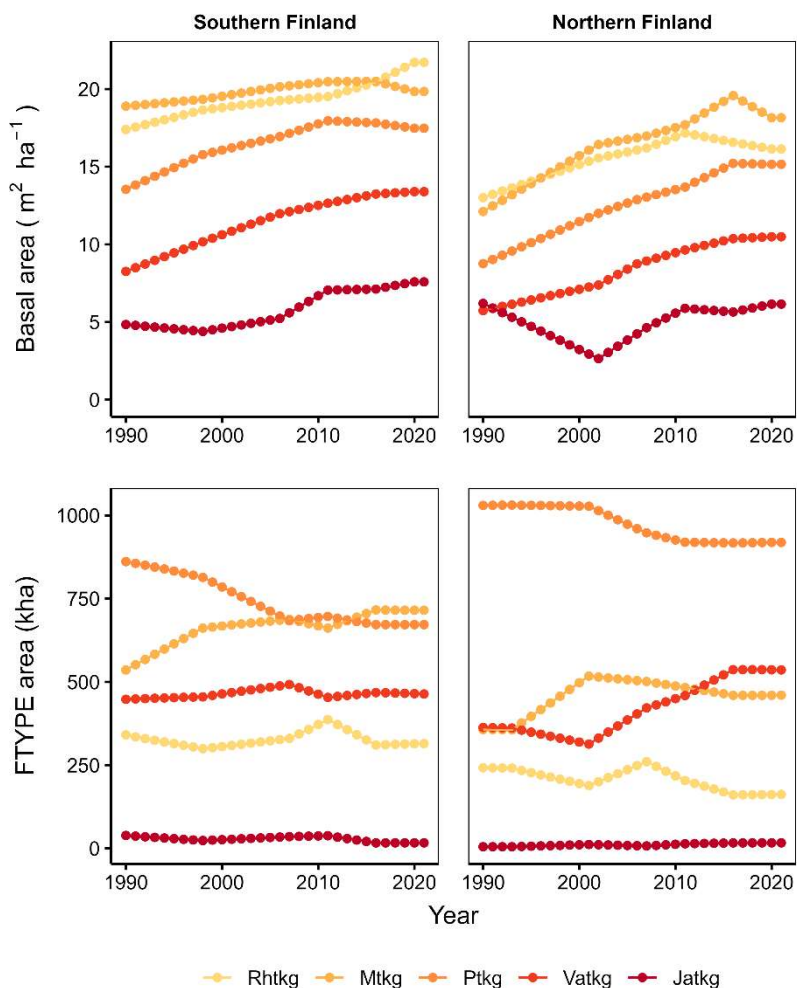 Southern Finland Northern Finland
Basal area ( m² ha⁻¹ )
20
15
10
5
0
1990 2000 2010 2020 1990 2000 2010 2020
FTYPE area (kha)
1000
750
500
250
0
1990 2000 2010 2020 1990 2000 2010 2020
Year
Rhtkg Mtkg Ptkg Vatkg Jatkg